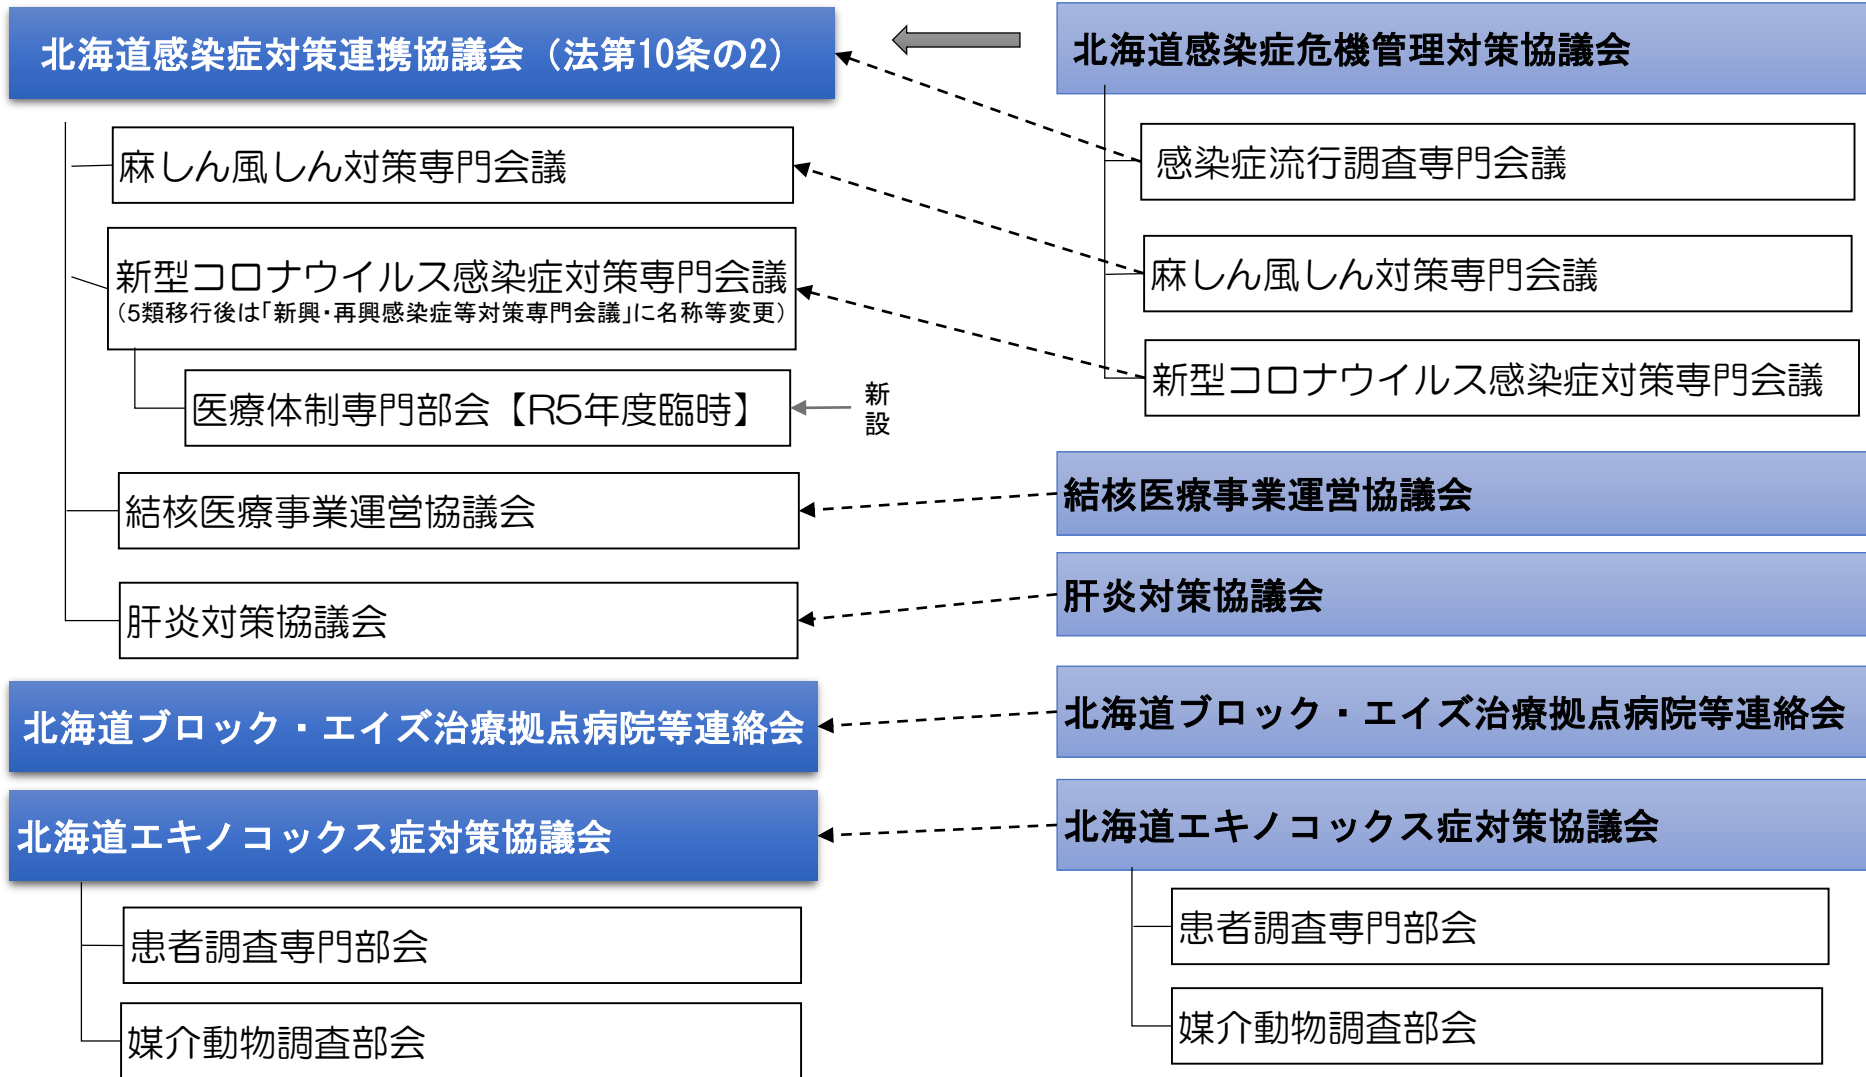 北海道感染症対策連携協議会（法第10条の2）
麻しん風しん対策専門会議
新型コロナウイルス感染症対策専門会議
（5類移行後は「新興・再興感染症等対策専門会議」に名称等変更）
医療体制専門部会【R5年度臨時】
新
設
結核医療事業運営協議会
肝炎対策協議会
北海道ブロック・エイズ治療拠点病院等連絡会
北海道エキノコックス症対策協議会
患者調査専門部会
媒介動物調査部会
北海道感染症危機管理対策協議会
感染症流行調査専門会議
麻しん風しん対策専門会議
新型コロナウイルス感染症対策専門会議
結核医療事業運営協議会
肝炎対策協議会
北海道ブロック・エイズ治療拠点病院等連絡会
北海道エキノコックス症対策協議会
患者調査専門部会
媒介動物調査部会